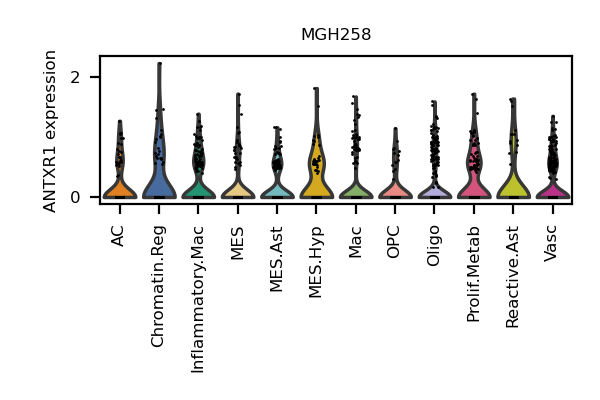 MGH258
ANTXR1 expression
2
0
AC
Chromatin.Reg
Inflammatory.Mac
MES
MES.Ast
MES.Hyp
Mac
OPC
Oligo
Prolif.Metab
Reactive.Ast
Vasc